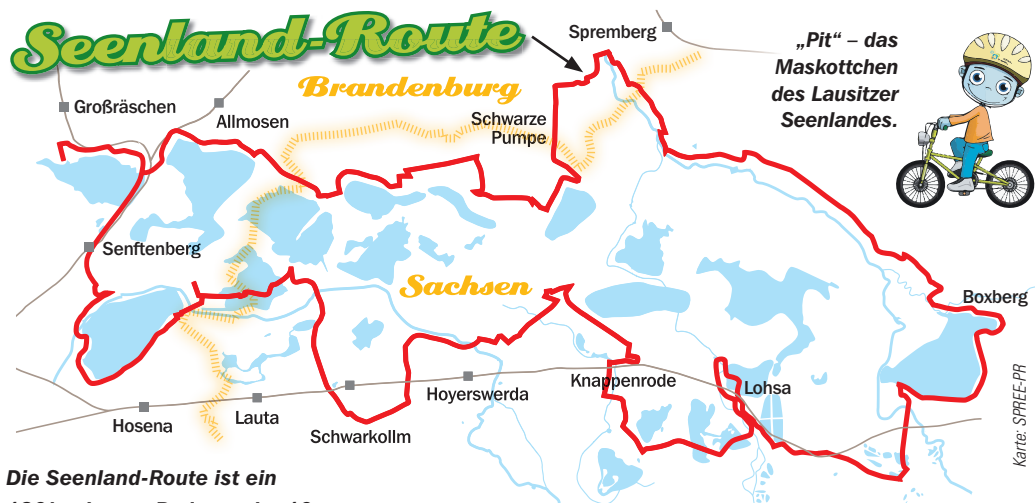 Seenland-Route
Spremberg
„Pit“ – das
Maskottchen
des Lausitzer
Seenlandes.
Brandenburg
Großräschen
Allmosen
Schwarze
Pumpe
Senftenberg
Sachsen
Boxberg
Knappenrode
Lohsa
Hoyerswerda
Lauta
Hosena
Schwarkollm
Karte: SPREE-PR
Die Seenland-Route ist ein